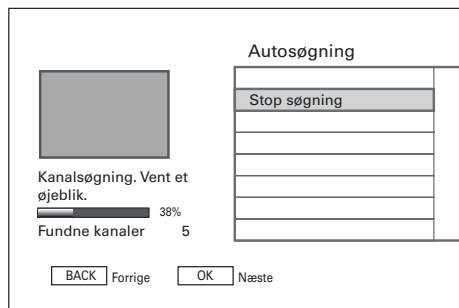 Autosøgning
Stop søgning
Kanalsøgning. Vent et
øjeblik.
38%
Fundne kanaler 5
BACK Forrige OK Næste